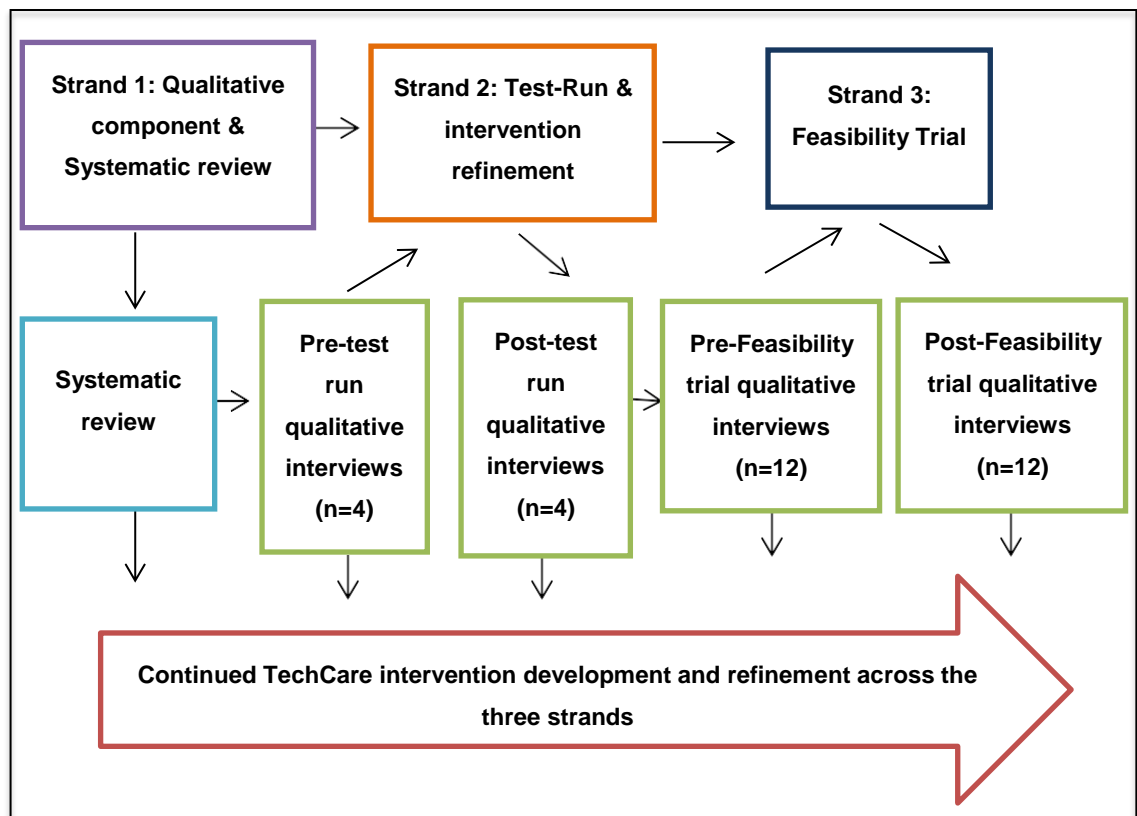 Strand 1: Qualitative
component &
Systematic review
Strand 2: Test-Run &
intervention
refinement
Strand 3:
Feasibility Trial
Systematic
review
Pre-test
run
qualitative
interviews
(n=4)
Post-test
run
qualitative
interviews
(n=4)
Pre-Feasibility
trial qualitative
interviews
(n=12)
Post-Feasibility
trial qualitative
interviews
(n=12)
Continued TechCare intervention development and refinement across the
three strands